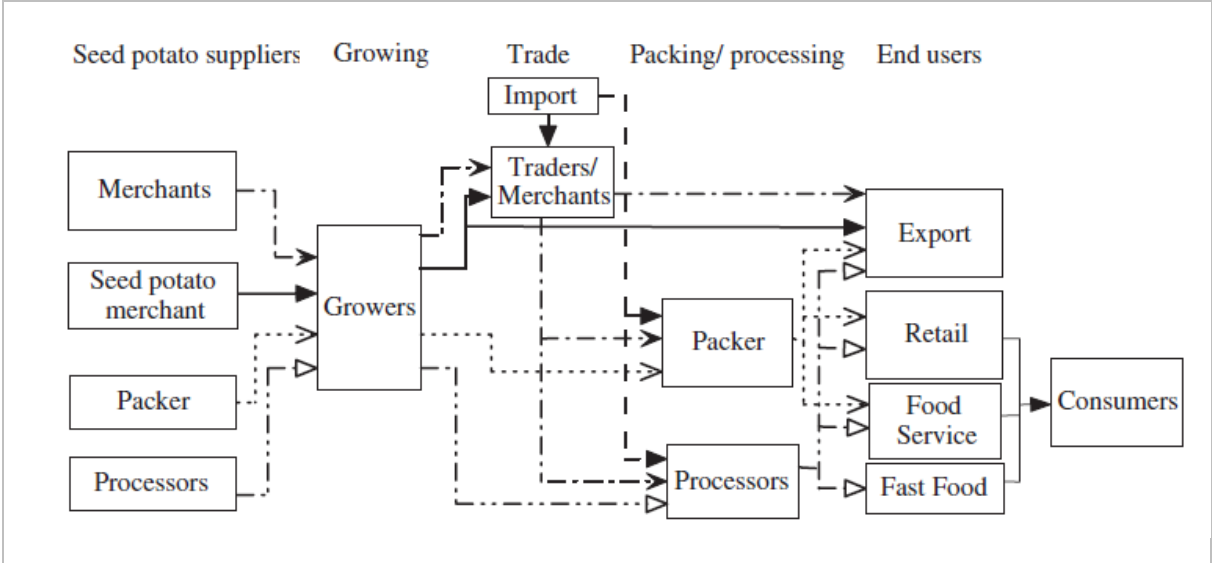 Seed potato suppliers
Growing
Trade
Packing/ processing
End users
Import
Traders/
Merchants
Merchants
Export
Seed potato
merchant
Growers
Packer
Retail
Packer
Food
Service
Consumers
Processors
Processors
Fast Food